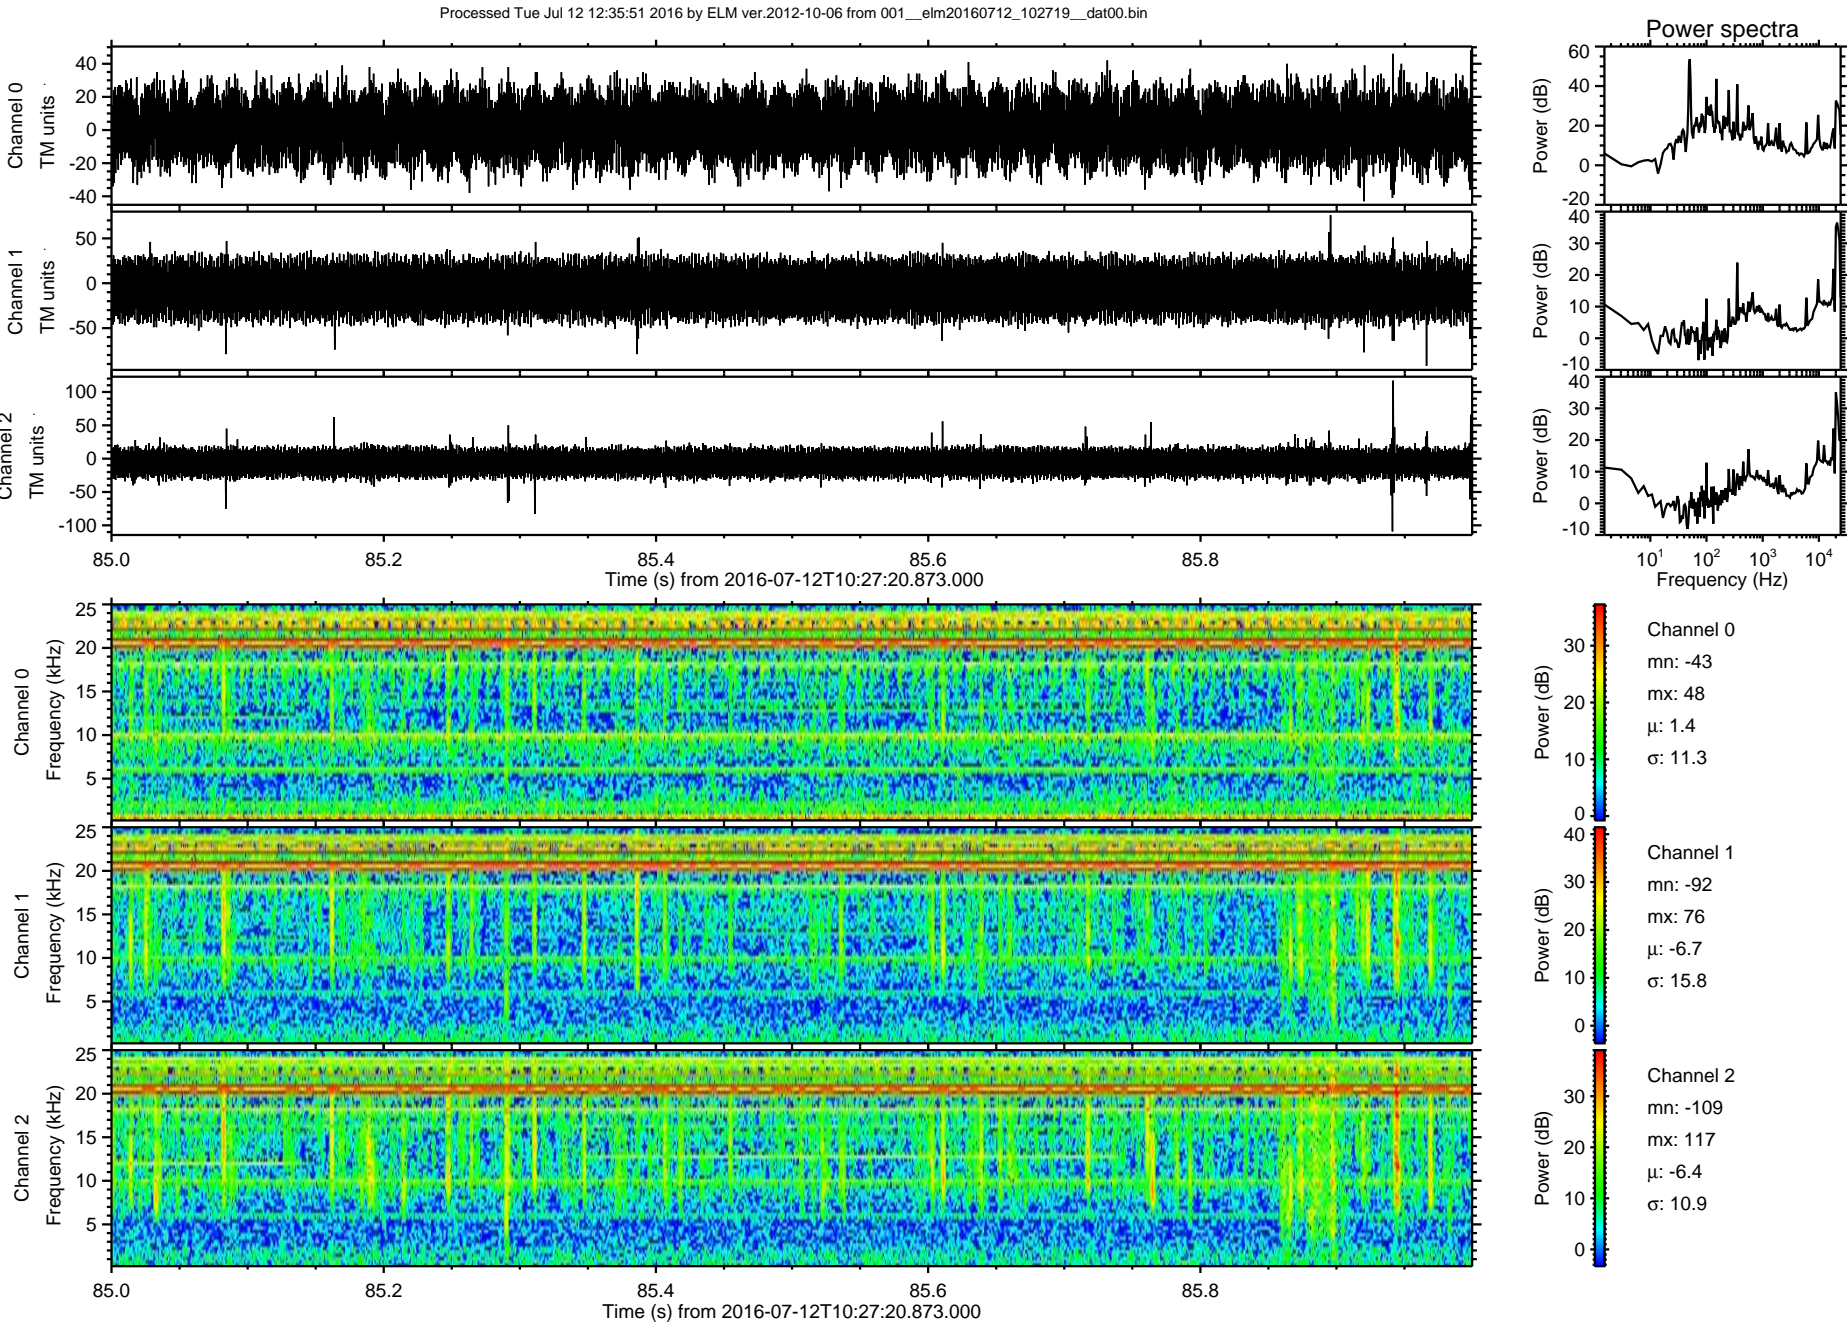 Processed Tue Jul 12 12:35:51 2016 by ELM ver.2012-10-06 from 001__elm20160712_102719__dat00.bin
Power spectra
Channel 0
TM units
40
20
0
-20
-40
Power (dB)
60
40
20
0
-20
Channel 1
TM units
50
0
-50
Power (dB)
40
30
20
10
0
-10
Channel 2
TM units
100
50
0
-50
-100
Power (dB)
40
30
20
10
0
-10
85.0 85.2 85.4 85.6 85.8
Time (s) from 2016-07-12T10:27:20.873.000
10^1 10^2 10^3 10^4
Frequency (Hz)
Channel 0
Frequency (kHz)
25
20
15
10
5
Power (dB)
30
20
10
0
Channel 0
mn: -43
mx: 48
μ: 1.4
σ: 11.3
Channel 1
Frequency (kHz)
25
20
15
10
5
Power (dB)
40
30
20
10
0
Channel 1
mn: -92
mx: 76
μ: -6.7
σ: 15.8
Channel 2
Frequency (kHz)
25
20
15
10
5
Power (dB)
30
20
10
0
Channel 2
mn: -109
mx: 117
μ: -6.4
σ: 10.9
85.0 85.2 85.4 85.6 85.8
Time (s) from 2016-07-12T10:27:20.873.000